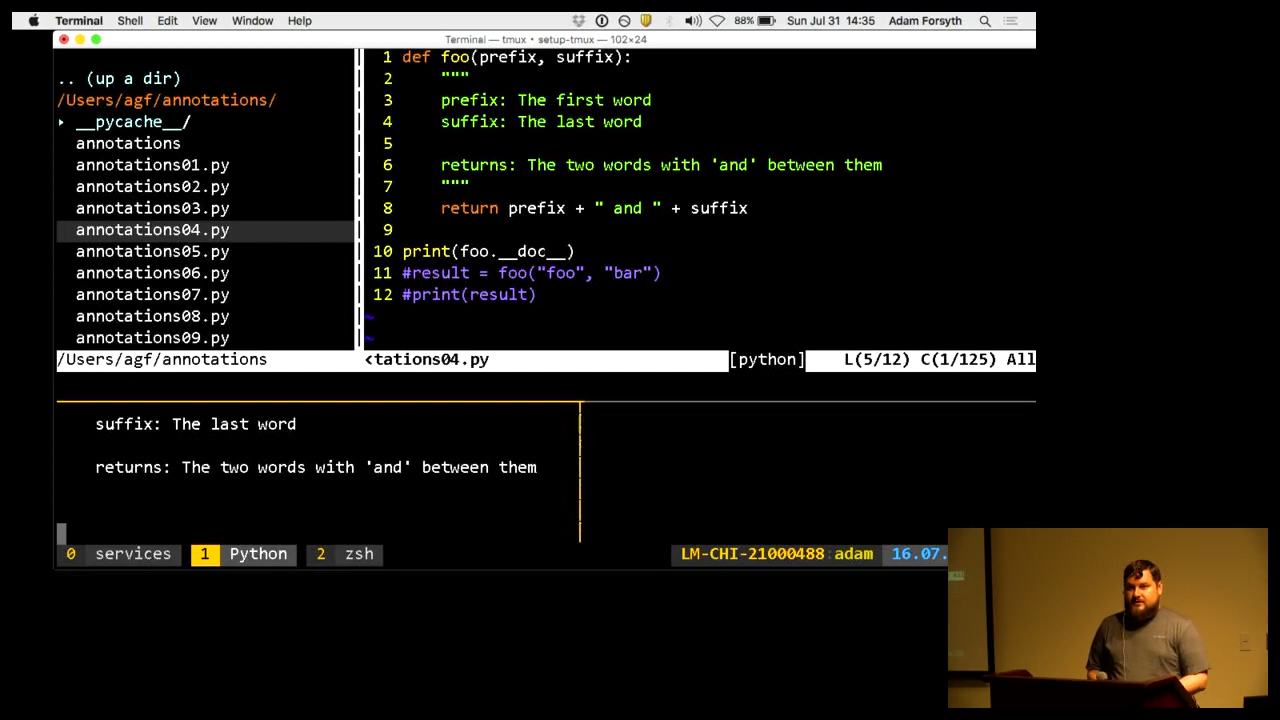 Terminal Shell Edit View Window Help 88% Sun Jul 31 14:35 Adam Forsyth
Terminal — tmux • setup-tmux — 102×24
.. (up a dir)
/Users/agf/annotations/
▸ __pycache__/
annotations
annotations01.py
annotations02.py
annotations03.py
annotations04.py
annotations05.py
annotations06.py
annotations07.py
annotations08.py
annotations09.py
/Users/agf/annotations
1 def foo(prefix, suffix):
2 """
3 prefix: The first word
4 suffix: The last word
5
6 returns: The two words with 'and' between them
7 """
8 return prefix + " and " + suffix
9
10 print(foo.__doc__)
11 #result = foo("foo", "bar")
12 #print(result)
~
~
<tations04.py [python] L(5/12) C(1/125) All
suffix: The last word
returns: The two words with 'and' between them
0 services 1 Python 2 zsh LM-CHI-21000488:adam 16.07.